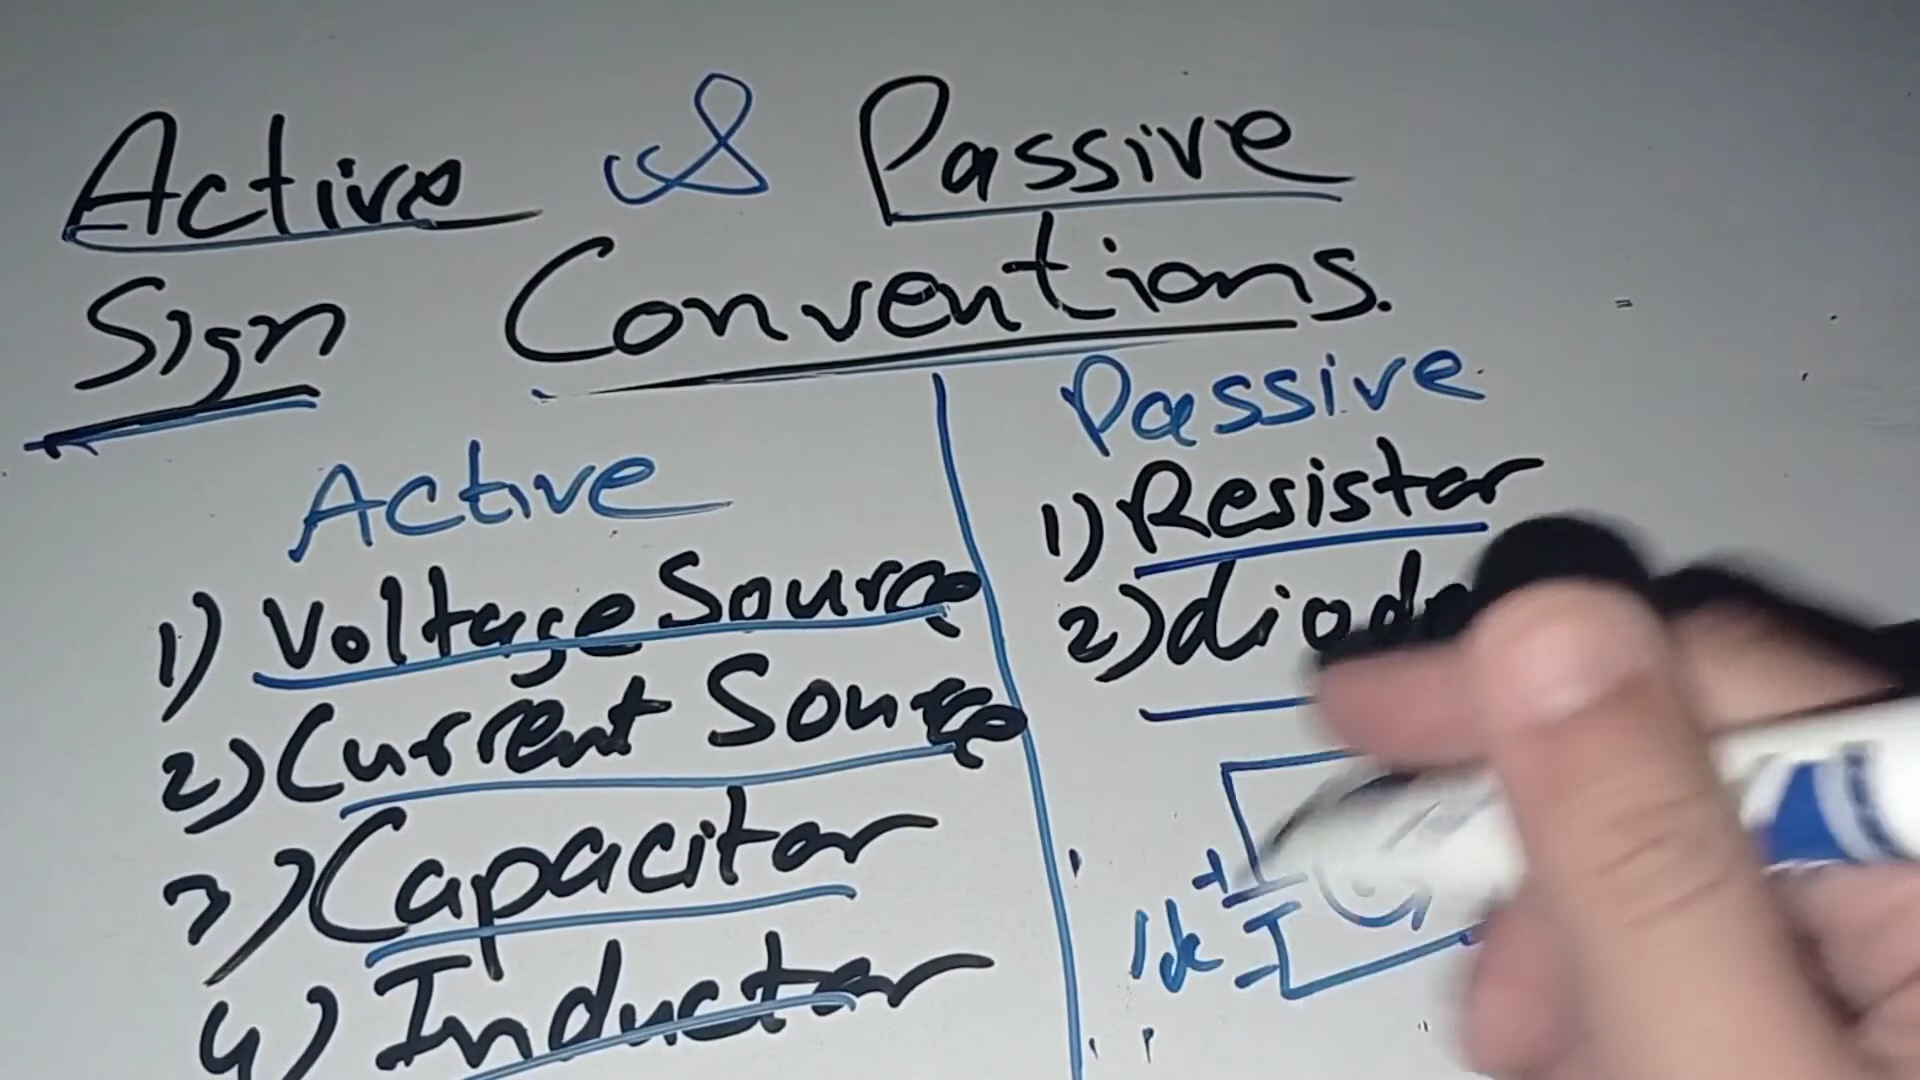 Active & Passive
Sign Conventions.
Active
1) Voltage Source
2) Current Source
3) Capacitor
4) Inductor
Passive
1) Resistor
2) diode
+
-